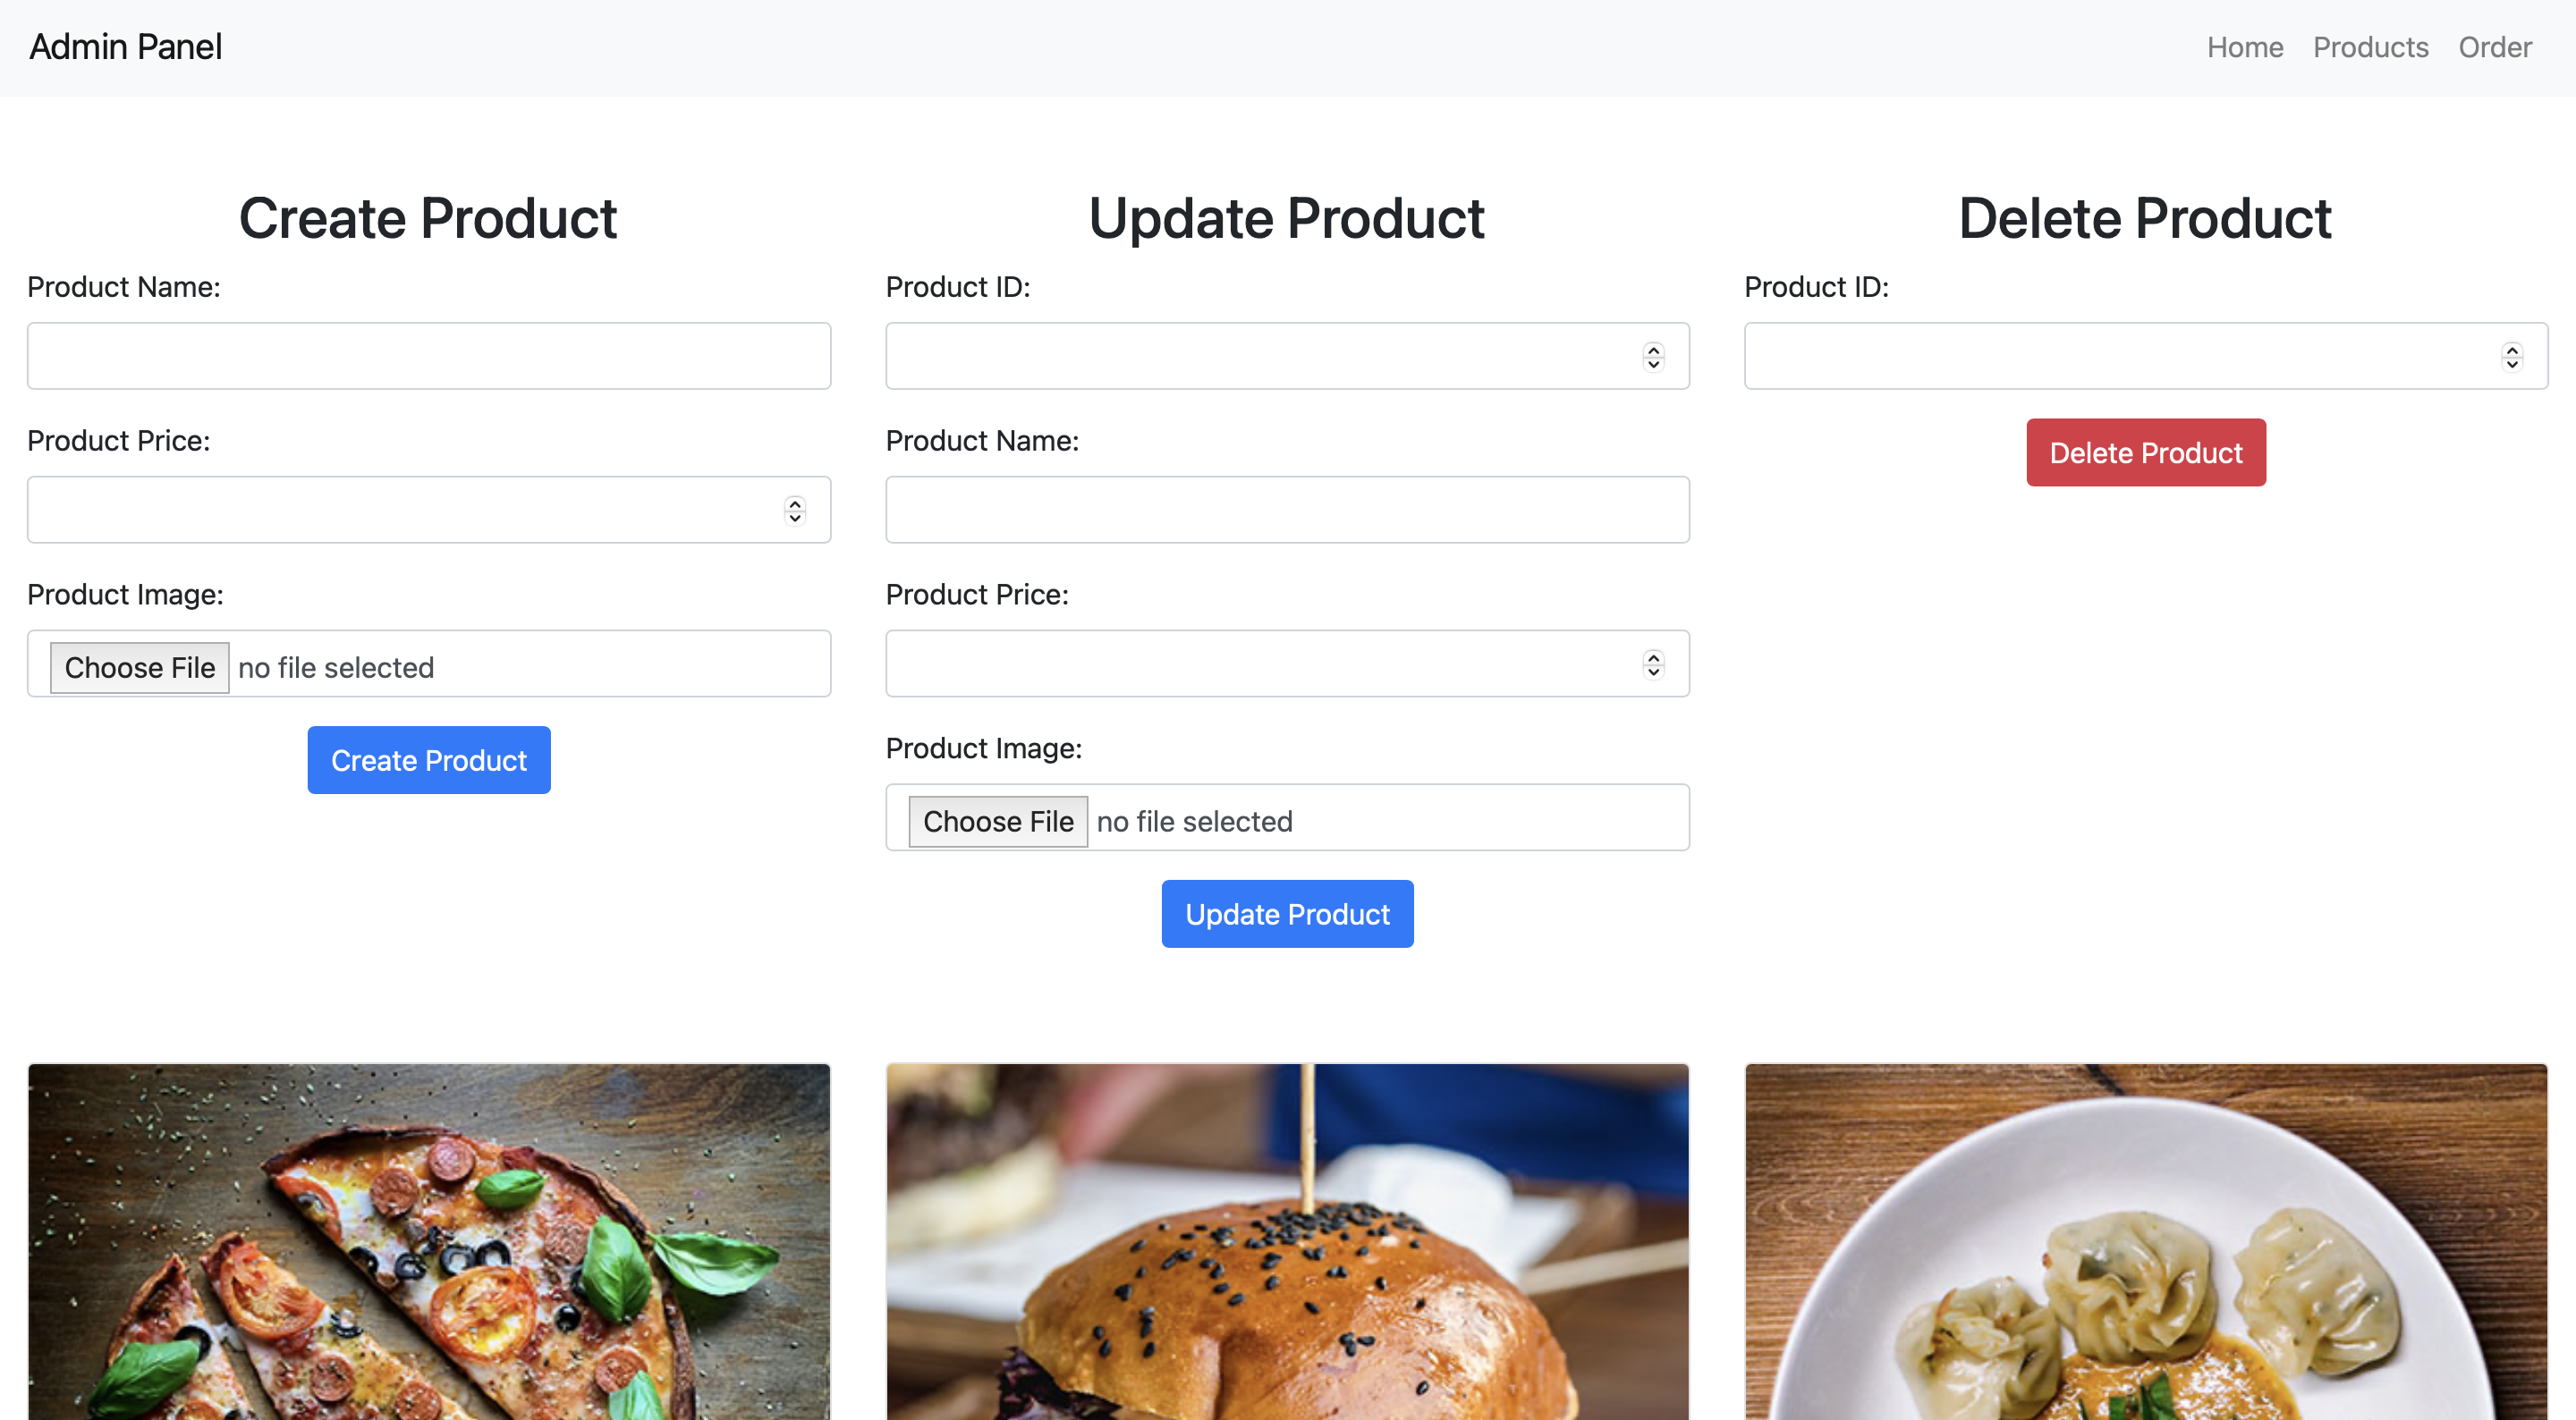 Admin Panel
Home
Products
Order
Create Product
Product Name:
Product Price:
Product Image:
Choose File no file selected
Create Product
Update Product
Product ID:
Product Name:
Product Price:
Product Image:
Choose File no file selected
Update Product
Delete Product
Product ID:
Delete Product